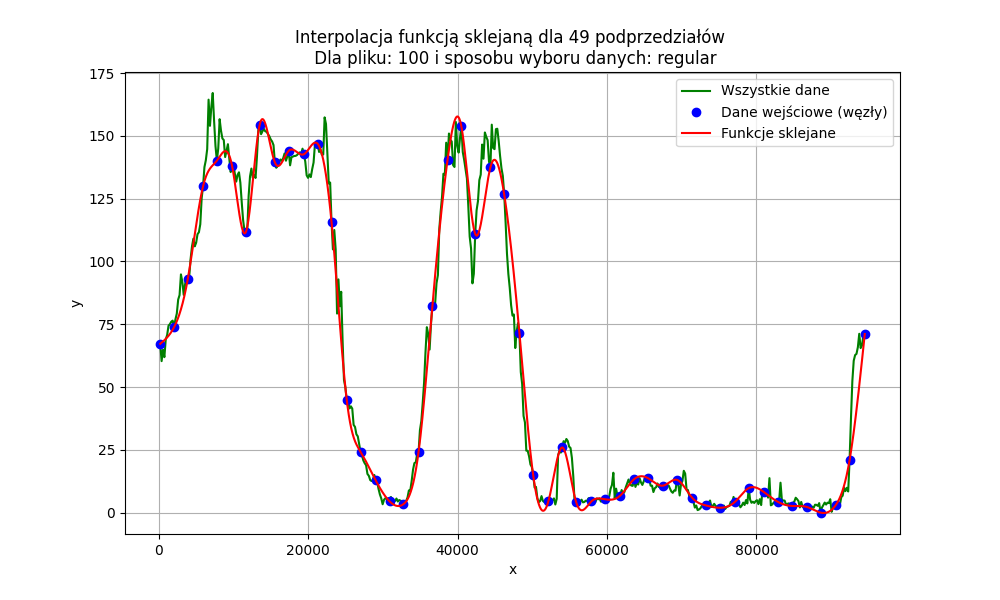 Interpolacja funkcją sklejaną dla 49 podprzedziałów
Dla pliku: 100 i sposobu wyboru danych: regular
Wszystkie dane
Dane wejściowe (węzły)
Funkcje sklejane
175
150
125
100
75
50
25
0
y
0
20000
40000
60000
80000
x